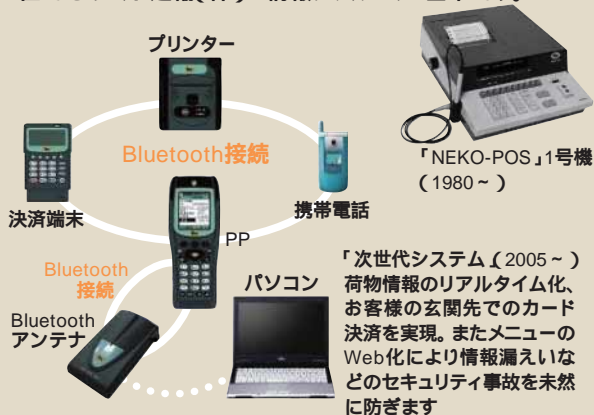 プリンター
Bluetooth接続
決済端末
携帯電話
PP
Bluetooth
接続
Bluetooth
アンテナ
パソコン
「NEKO-POS」1号機
（1980～）
「次世代システム（2005～）
荷物情報のリアルタイム化、
お客様の玄関先でのカード
決済を実現。またメニューの
Web化により情報漏えいな
どのセキュリティ事故を未然
に防ぎます